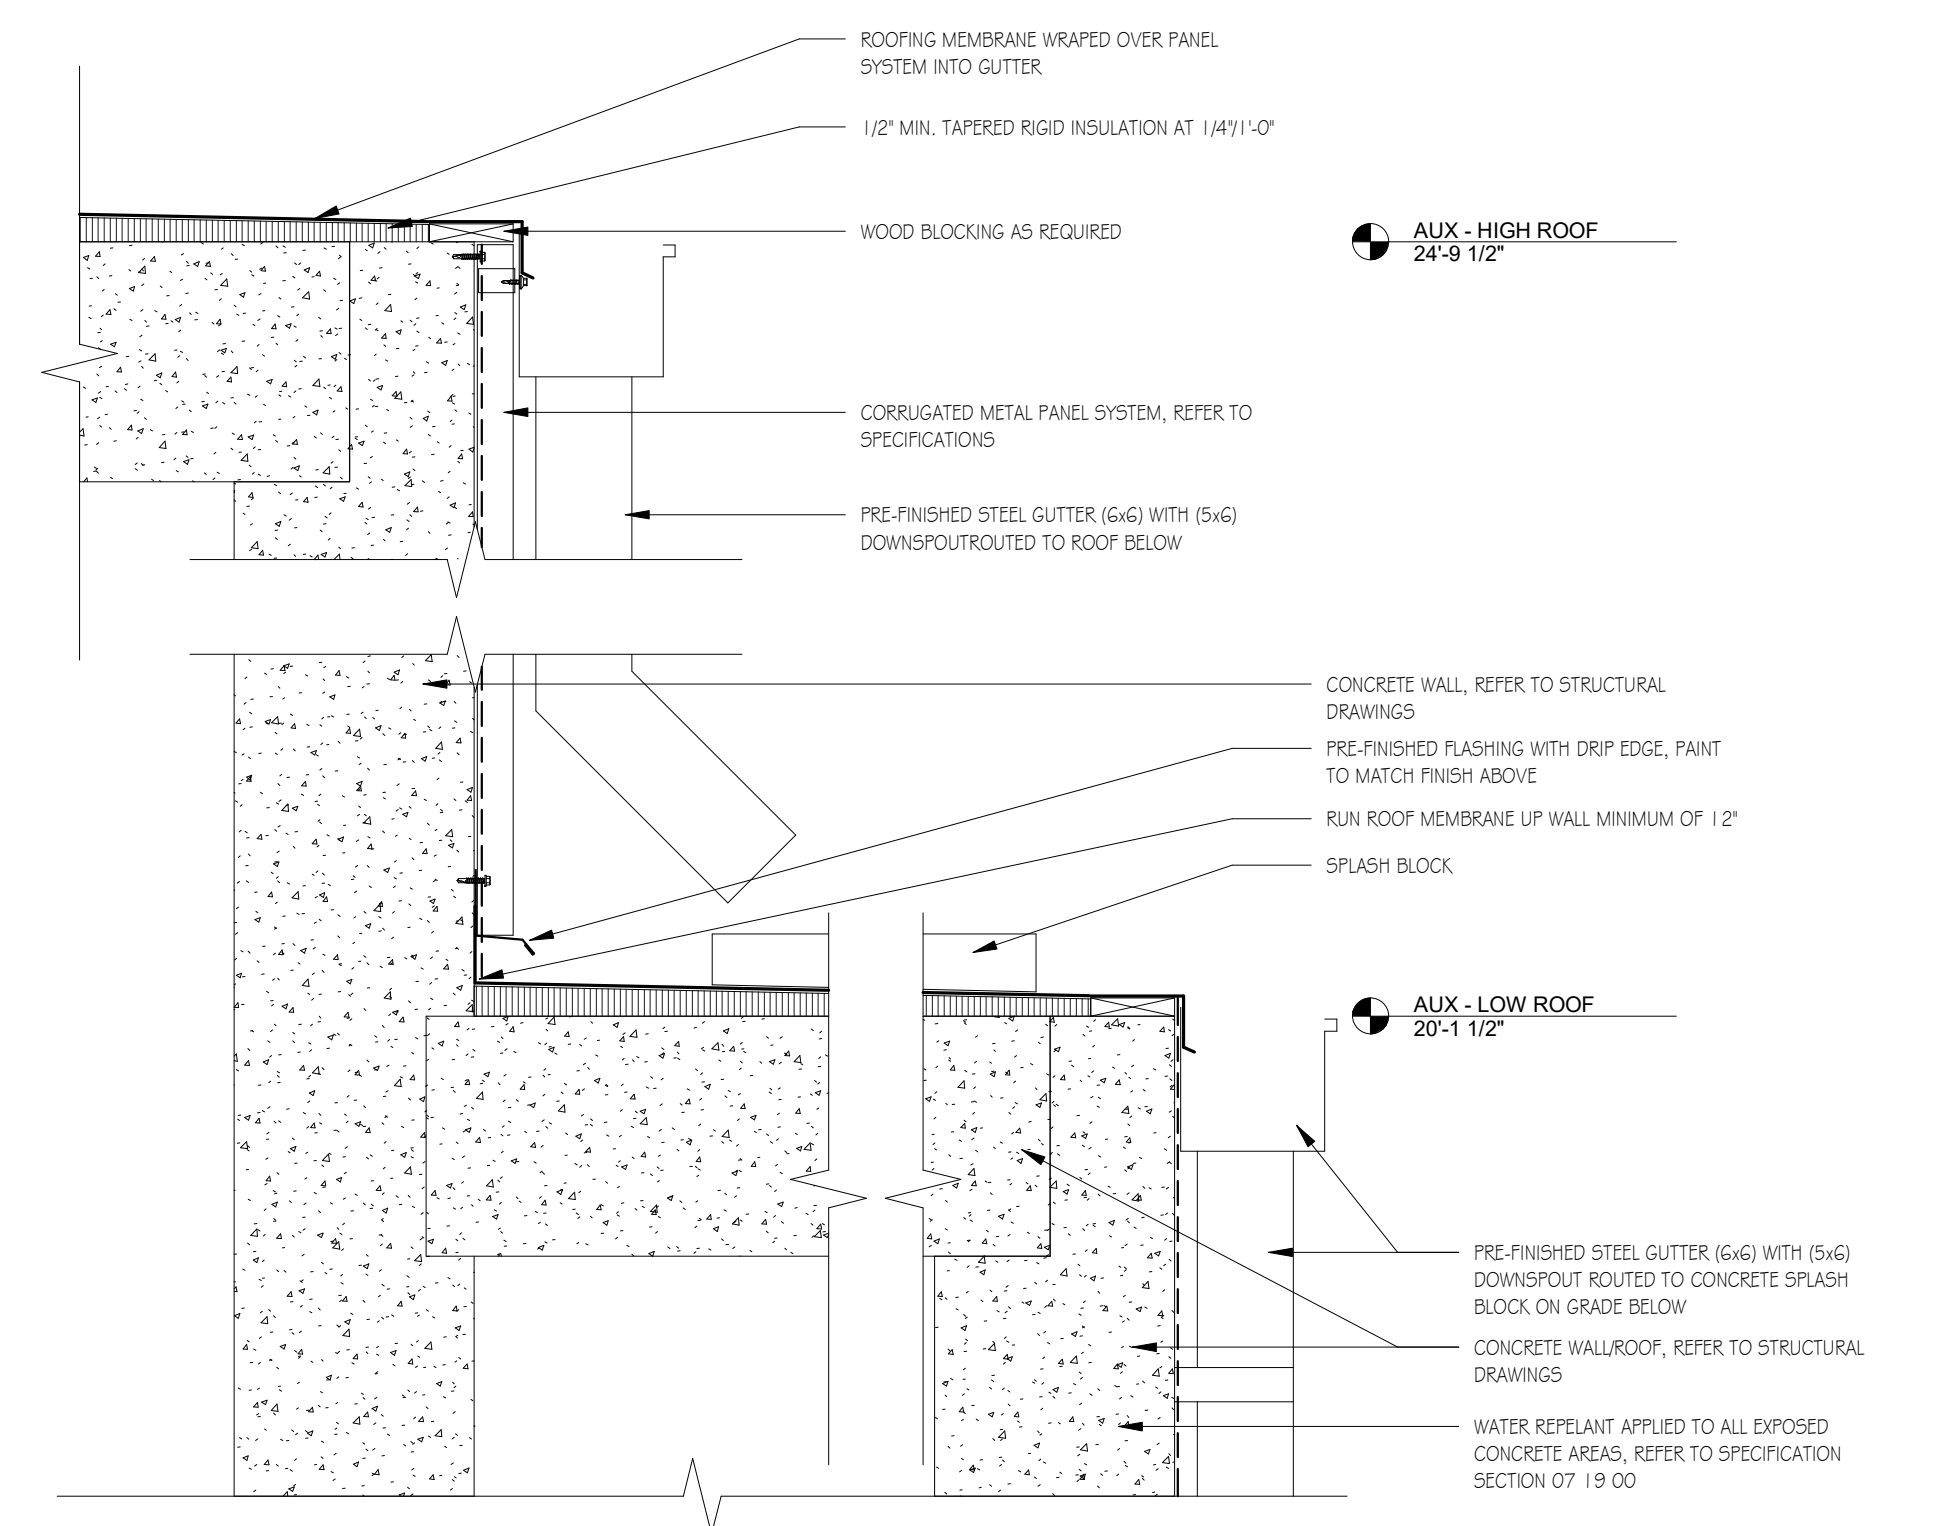 ROOFING MEMBRANE WRAPED OVER PANEL
SYSTEM INTO GUTTER
1/2" MIN. TAPERED RIGID INSULATION AT 1/4"/1'-0"
WOOD BLOCKING AS REQUIRED
AUX - HIGH ROOF
24'-9 1/2"
CORRUGATED METAL PANEL SYSTEM, REFER TO
SPECIFICATIONS
PRE-FINISHED STEEL GUTTER (6x6) WITH (5x6)
DOWNSPOUTROUTED TO ROOF BELOW
CONCRETE WALL, REFER TO STRUCTURAL
DRAWINGS
PRE-FINISHED FLASHING WITH DRIP EDGE, PAINT
TO MATCH FINISH ABOVE
RUN ROOF MEMBRANE UP WALL MINIMUM OF 12"
SPLASH BLOCK
AUX - LOW ROOF
20'-1 1/2"
PRE-FINISHED STEEL GUTTER (6x6) WITH (5x6)
DOWNSPOUT ROUTED TO CONCRETE SPLASH
BLOCK ON GRADE BELOW
CONCRETE WALL/ROOF, REFER TO STRUCTURAL
DRAWINGS
WATER REPELANT APPLIED TO ALL EXPOSED
CONCRETE AREAS, REFER TO SPECIFICATION
SECTION 07 19 00